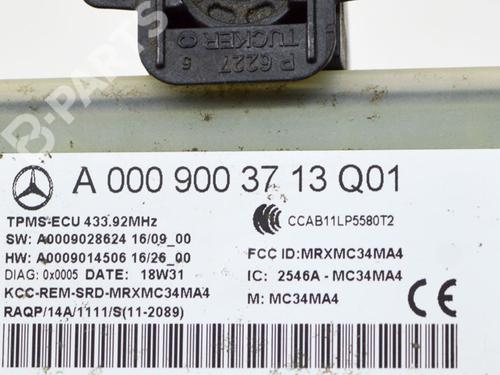 P 6227
TUCKER
5
B-PARTS
A 000 900 37 13 Q01
TPMS-ECU 433.92MHz
CCAB11LP5580T2
SW: A0009028624 16/09_00
HW: A0009014506 16/26_00
FCC ID:MRXMC34MA4
DIAG: 0x0005 DATE: 18W31
IC: 2546A - MC34MA4
KCC-REM-SRD-MRXMC34MA4
M: MC34MA4
RAQP/14A/1111/S(11-2089)
CE